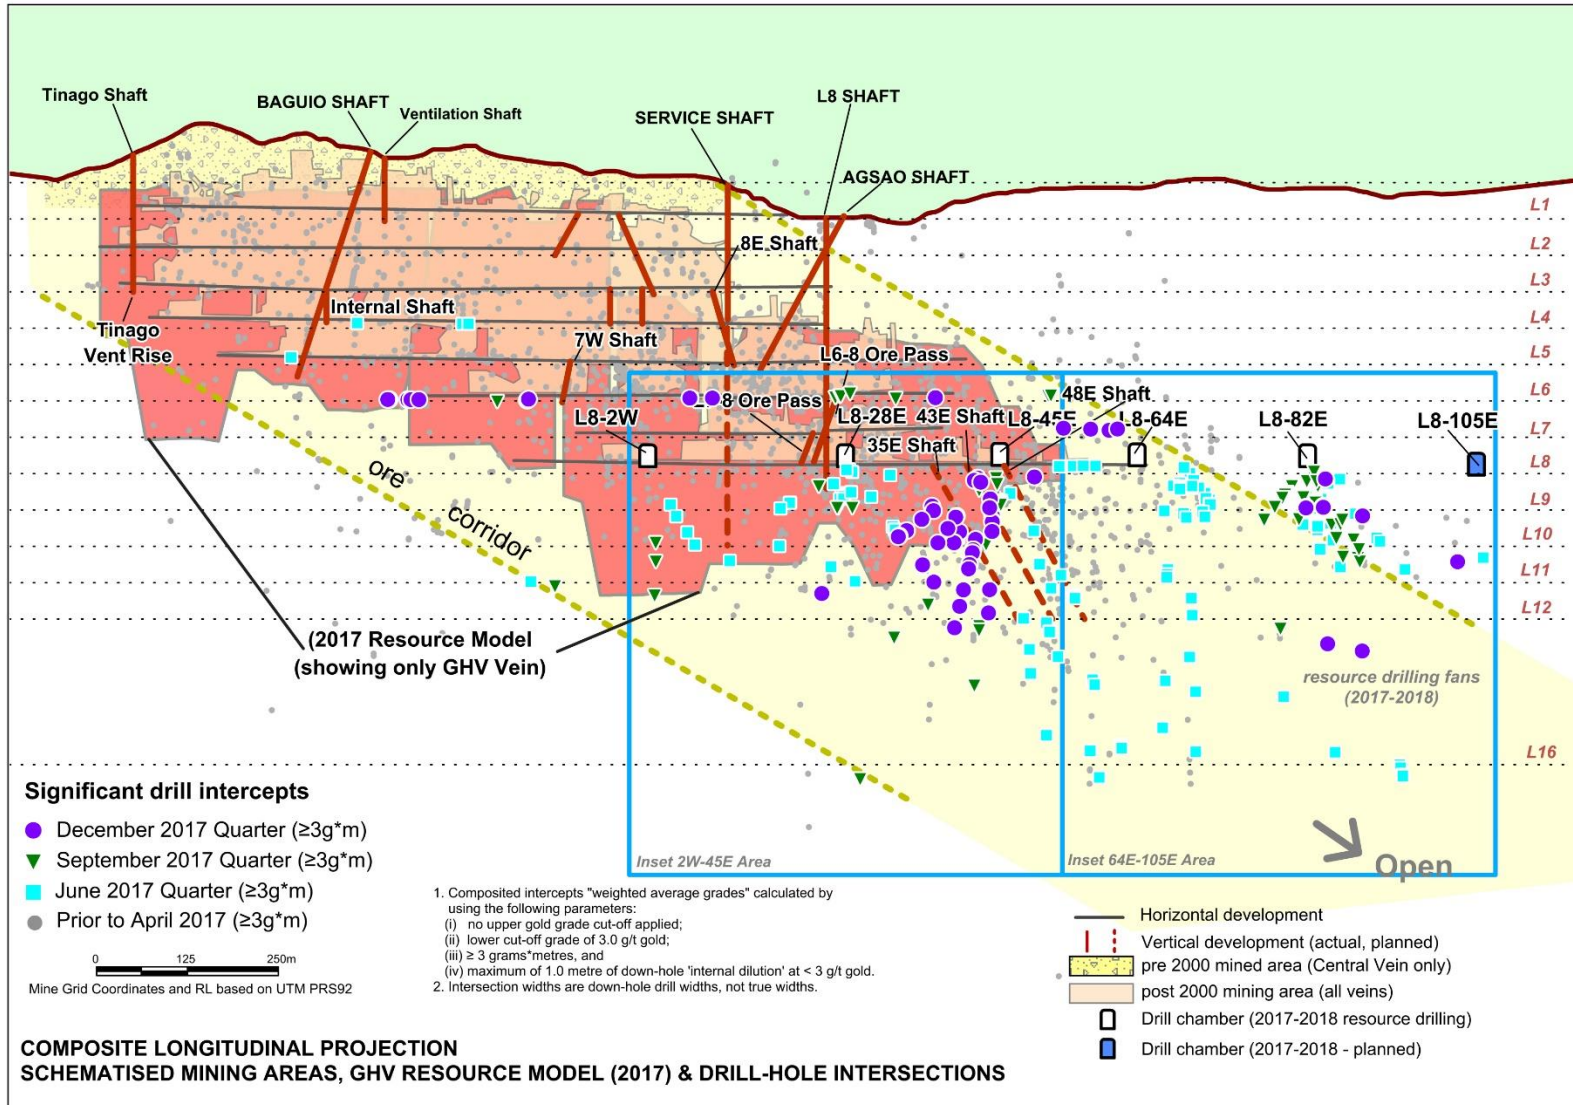 Tinago Shaft
BAGUIO SHAFT
Ventilation Shaft
SERVICE SHAFT
L8 SHAFT
AGSAO SHAFT
L1
8E Shaft
L2
L3
Internal Shaft
L4
Tinago
Vent Rise
7W Shaft
L5
L6-8 Ore Pass
L6
8 Ore Pass
48E Shaft
L8-2W
L8-28E
43E Shaft
L8-45E
L8-64E
L8-82E
L8-105E
L7
35E Shaft
L8
ore
corridor
L9
L10
L11
L12
(2017 Resource Model
(showing only GHV Vein)
resource drilling fans
(2017-2018)
L16
Significant drill intercepts
December 2017 Quarter (≥3g*m)
September 2017 Quarter (≥3g*m)
June 2017 Quarter (≥3g*m)
Prior to April 2017 (≥3g*m)
0 125 250m
Mine Grid Coordinates and RL based on UTM PRS92
Inset 2W-45E Area
Inset 64E-105E Area
Open
1. Composited intercepts "weighted average grades" calculated by
using the following parameters:
(i) no upper gold grade cut-off applied;
(ii) lower cut-off grade of 3.0 g/t gold;
(iii) ≥ 3 grams*metres, and
(iv) maximum of 1.0 metre of down-hole 'internal dilution' at < 3 g/t gold.
2. Intersection widths are down-hole drill widths, not true widths.
Horizontal development
Vertical development (actual, planned)
pre 2000 mined area (Central Vein only)
post 2000 mining area (all veins)
Drill chamber (2017-2018 resource drilling)
Drill chamber (2017-2018 - planned)
COMPOSITE LONGITUDINAL PROJECTION
SCHEMATISED MINING AREAS, GHV RESOURCE MODEL (2017) & DRILL-HOLE INTERSECTIONS